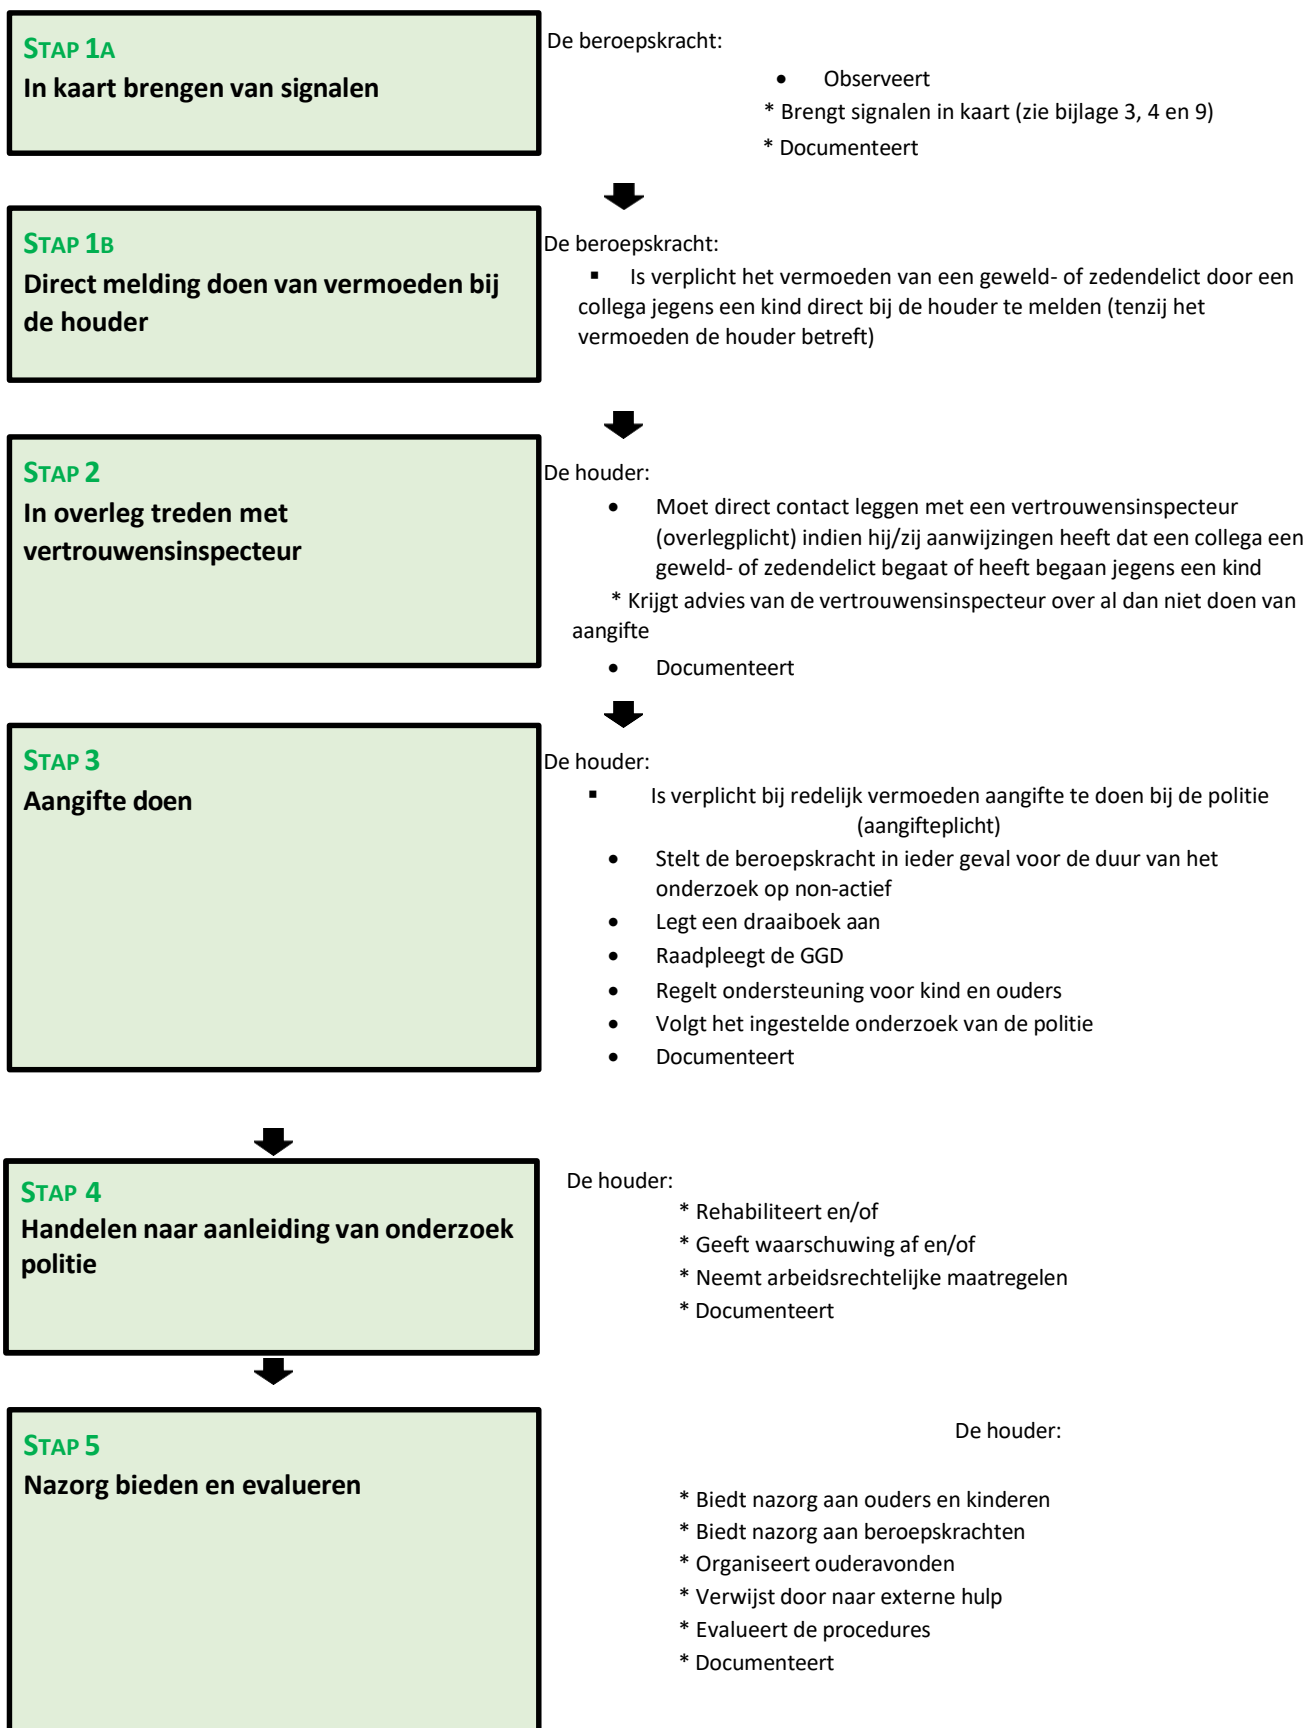 STAP 1A
In kaart brengen van signalen
De beroepskracht:
• Observeert
* Brengt signalen in kaart (zie bijlage 3, 4 en 9)
* Documenteert
STAP 1B
Direct melding doen van vermoeden bij
de houder
De beroepskracht:
▪ Is verplicht het vermoeden van een geweld- of zedendelict door een
collega jegens een kind direct bij de houder te melden (tenzij het
vermoeden de houder betreft)
STAP 2
In overleg treden met
vertrouwensinspecteur
De houder:
• Moet direct contact leggen met een vertrouwensinspecteur
(overlegplicht) indien hij/zij aanwijzingen heeft dat een collega een
geweld- of zedendelict begaat of heeft begaan jegens een kind
* Krijgt advies van de vertrouwensinspecteur over al dan niet doen van
aangifte
• Documenteert
STAP 3
Aangifte doen
De houder:
▪ Is verplicht bij redelijk vermoeden aangifte te doen bij de politie
(aangifteplicht)
• Stelt de beroepskracht in ieder geval voor de duur van het
onderzoek op non-actief
• Legt een draaiboek aan
• Raadpleegt de GGD
• Regelt ondersteuning voor kind en ouders
• Volgt het ingestelde onderzoek van de politie
• Documenteert
STAP 4
Handelen naar aanleiding van onderzoek
politie
De houder:
* Rehabiliteert en/of
* Geeft waarschuwing af en/of
* Neemt arbeidsrechtelijke maatregelen
* Documenteert
STAP 5
Nazorg bieden en evalueren
De houder:
* Biedt nazorg aan ouders en kinderen
* Biedt nazorg aan beroepskrachten
* Organiseert ouderavonden
* Verwijst door naar externe hulp
* Evalueert de procedures
* Documenteert